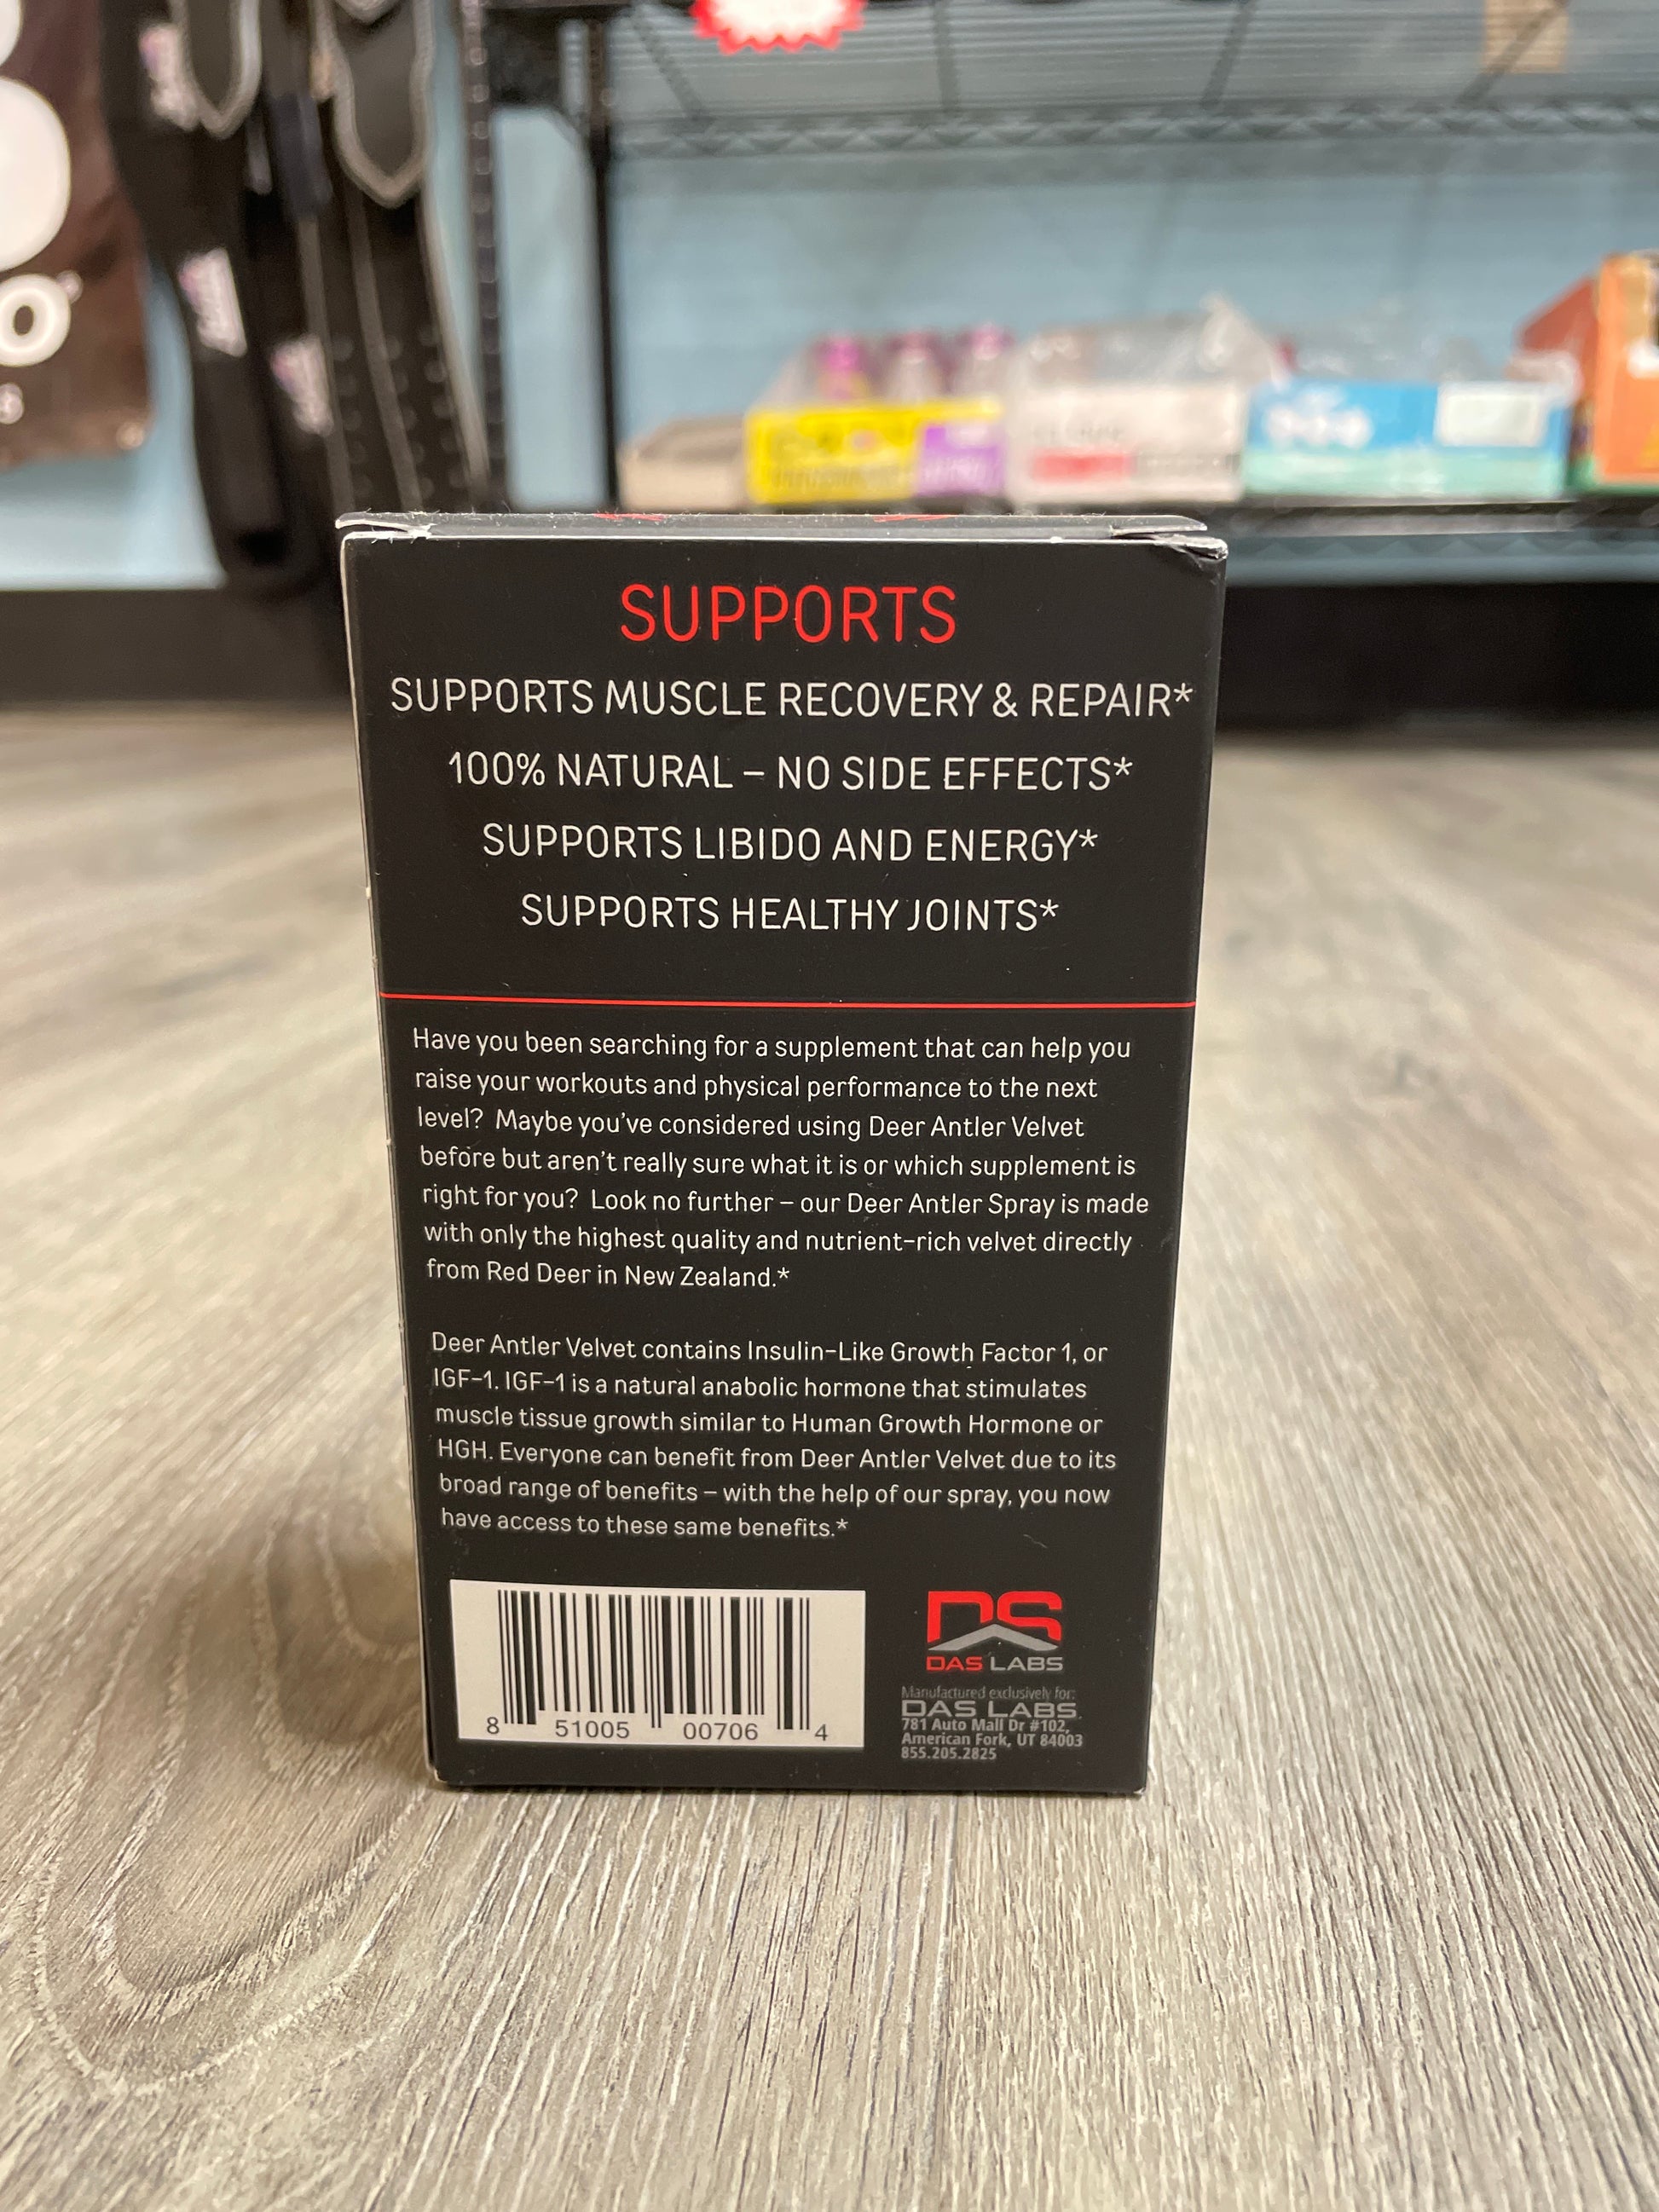 SUPPORTS
SUPPORTS MUSCLE RECOVERY & REPAIR*
100% NATURAL – NO SIDE EFFECTS*
SUPPORTS LIBIDO AND ENERGY*
SUPPORTS HEALTHY JOINTS*
Have you been searching for a supplement that can help you
raise your workouts and physical performance to the next
level? Maybe you've considered using Deer Antler Velvet
before but aren't really sure what it is or which supplement is
right for you? Look no further – our Deer Antler Spray is made
with only the highest quality and nutrient-rich velvet directly
from Red Deer in New Zealand.*
Deer Antler Velvet contains Insulin-Like Growth Factor 1, or
IGF-1. IGF-1 is a natural anabolic hormone that stimulates
muscle tissue growth similar to Human Growth Hormone or
HGH. Everyone can benefit from Deer Antler Velvet due to its
broad range of benefits – with the help of our spray, you now
have access to these same benefits.*
8 51005 00706 4
DS
DAS LABS
Manufactured exclusively for:
DAS LABS
781 Auto Mall Dr #102,
American Fork, UT 84003
855.205.2825